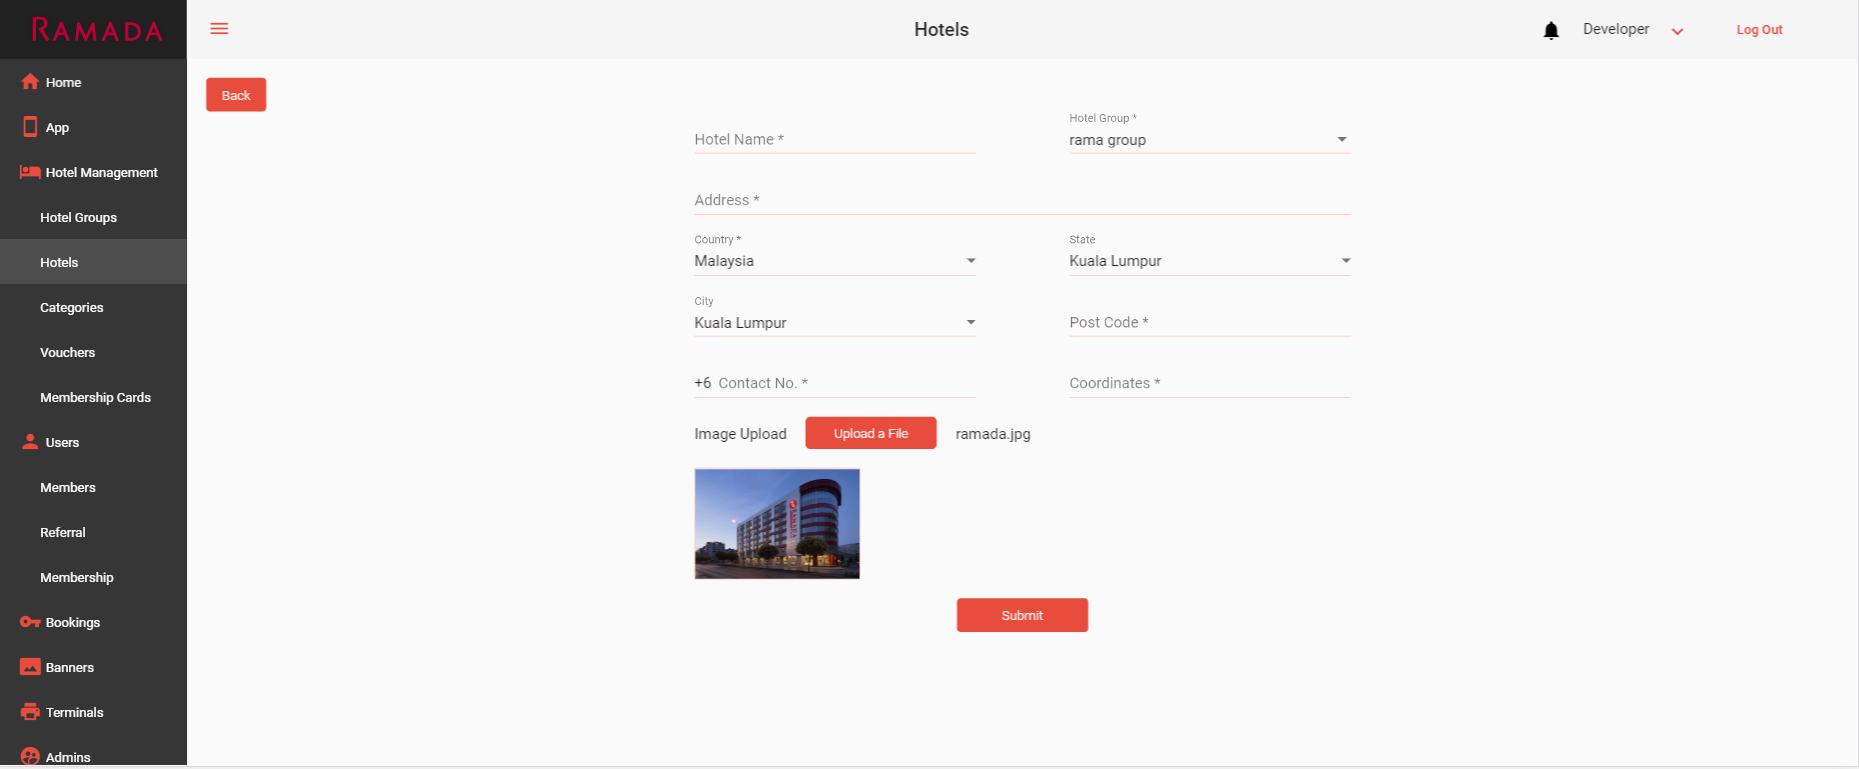 RAMADA
Hotels
Developer
Log Out
Home
App
Hotel Management
Hotel Groups
Hotels
Categories
Vouchers
Membership Cards
Users
Members
Referral
Membership
Bookings
Banners
Terminals
Admins
Back
Hotel Name *
Hotel Group *
rama group
Address *
Country *
Malaysia
State
Kuala Lumpur
City
Kuala Lumpur
Post Code *
+6 Contact No. *
Coordinates *
Image Upload
Upload a File
ramada.jpg
RAMADA
Submit